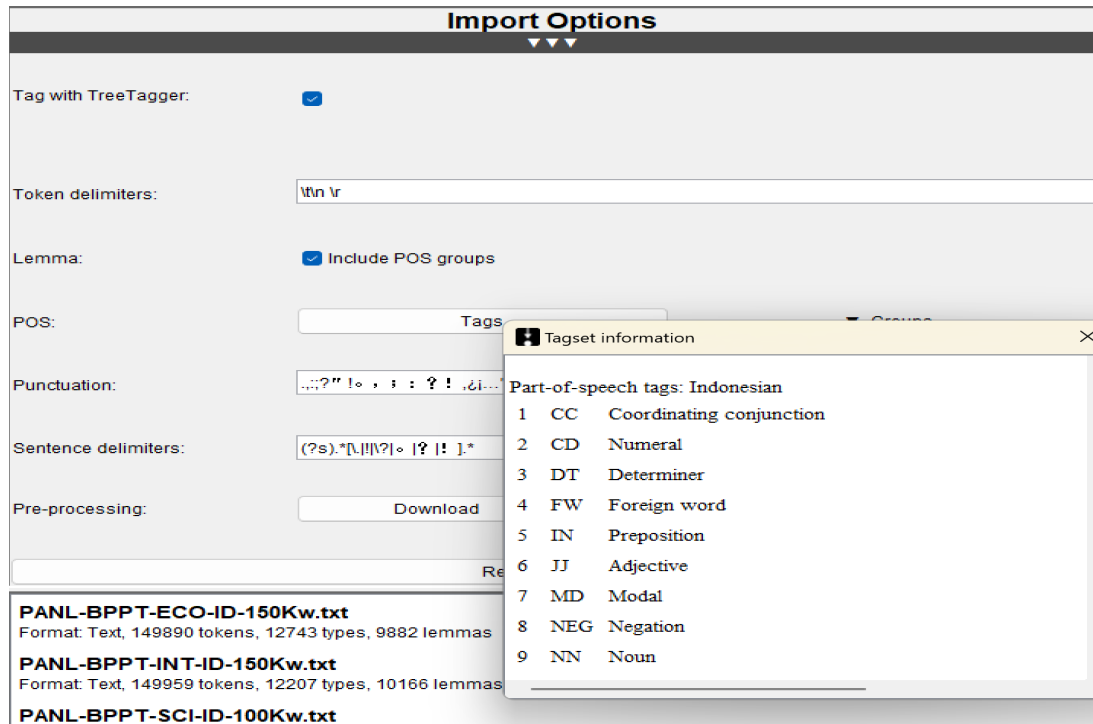 Import Options
▼ ▼ ▼
Tag with TreeTagger:
Token delimiters: \t\n \r
Lemma: Include POS groups
POS: Tags
Tagset information
Punctuation: .,:;?" !。 , ; : ? ! ,¿¡…
Part-of-speech tags: Indonesian
1 CC Coordinating conjunction
2 CD Numeral
Sentence delimiters: (?s).*[\.|!|\?|。|?|! ].*
3 DT Determiner
4 FW Foreign word
Pre-processing: Download
5 IN Preposition
6 JJ Adjective
7 MD Modal
8 NEG Negation
9 NN Noun
PANL-BPPT-ECO-ID-150Kw.txt
Format: Text, 149890 tokens, 12743 types, 9882 lemmas
PANL-BPPT-INT-ID-150Kw.txt
Format: Text, 149959 tokens, 12207 types, 10166 lemmas
PANL-BPPT-SCI-ID-100Kw.txt